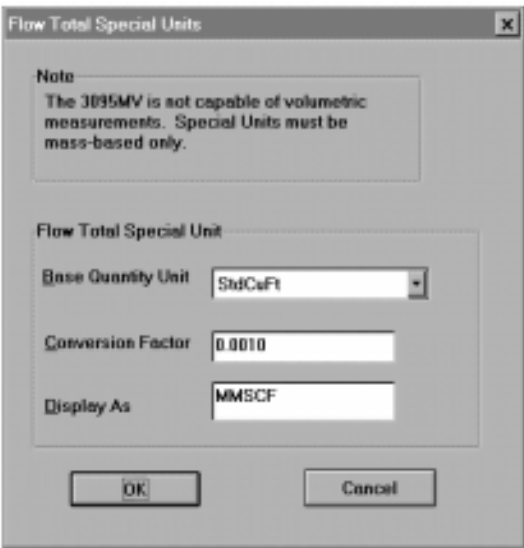 Flow Total Special Units
Note
The 3095MV is not capable of volumetric
measurements. Special Units must be
mass-based only.
Flow Total Special Unit
Base Quantity Unit
StdCuFt
Conversion Factor
0.0010
Display As
MMSCF
OK
Cancel